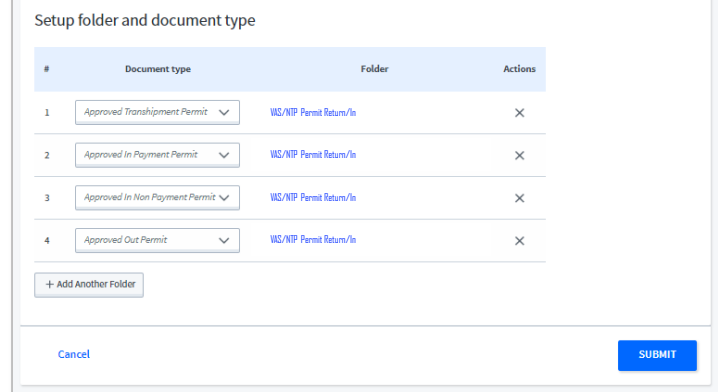 Setup folder and document type
# Document type Folder Actions
1 Approved Transhipment Permit VAS/NTP Permit Return/In
2 Approved In Payment Permit VAS/NTP Permit Return/In
3 Approved In Non Payment Permit VAS/NTP Permit Return/In
4 Approved Out Permit VAS/NTP Permit Return/In
+ Add Another Folder
Cancel SUBMIT